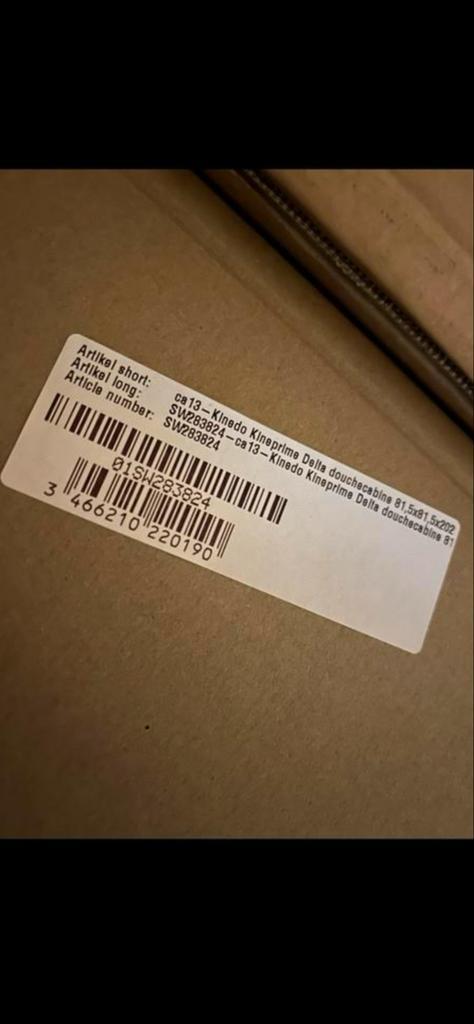 Artikel short: ca13-Kinedo Kineprime Delta douchecabine 81,5x81,5x202
Artikel long: SW283824-ca13-Kinedo Kineprime Delta douchecabine 81
Article number: SW283824
01SW283824
3 466210 220190